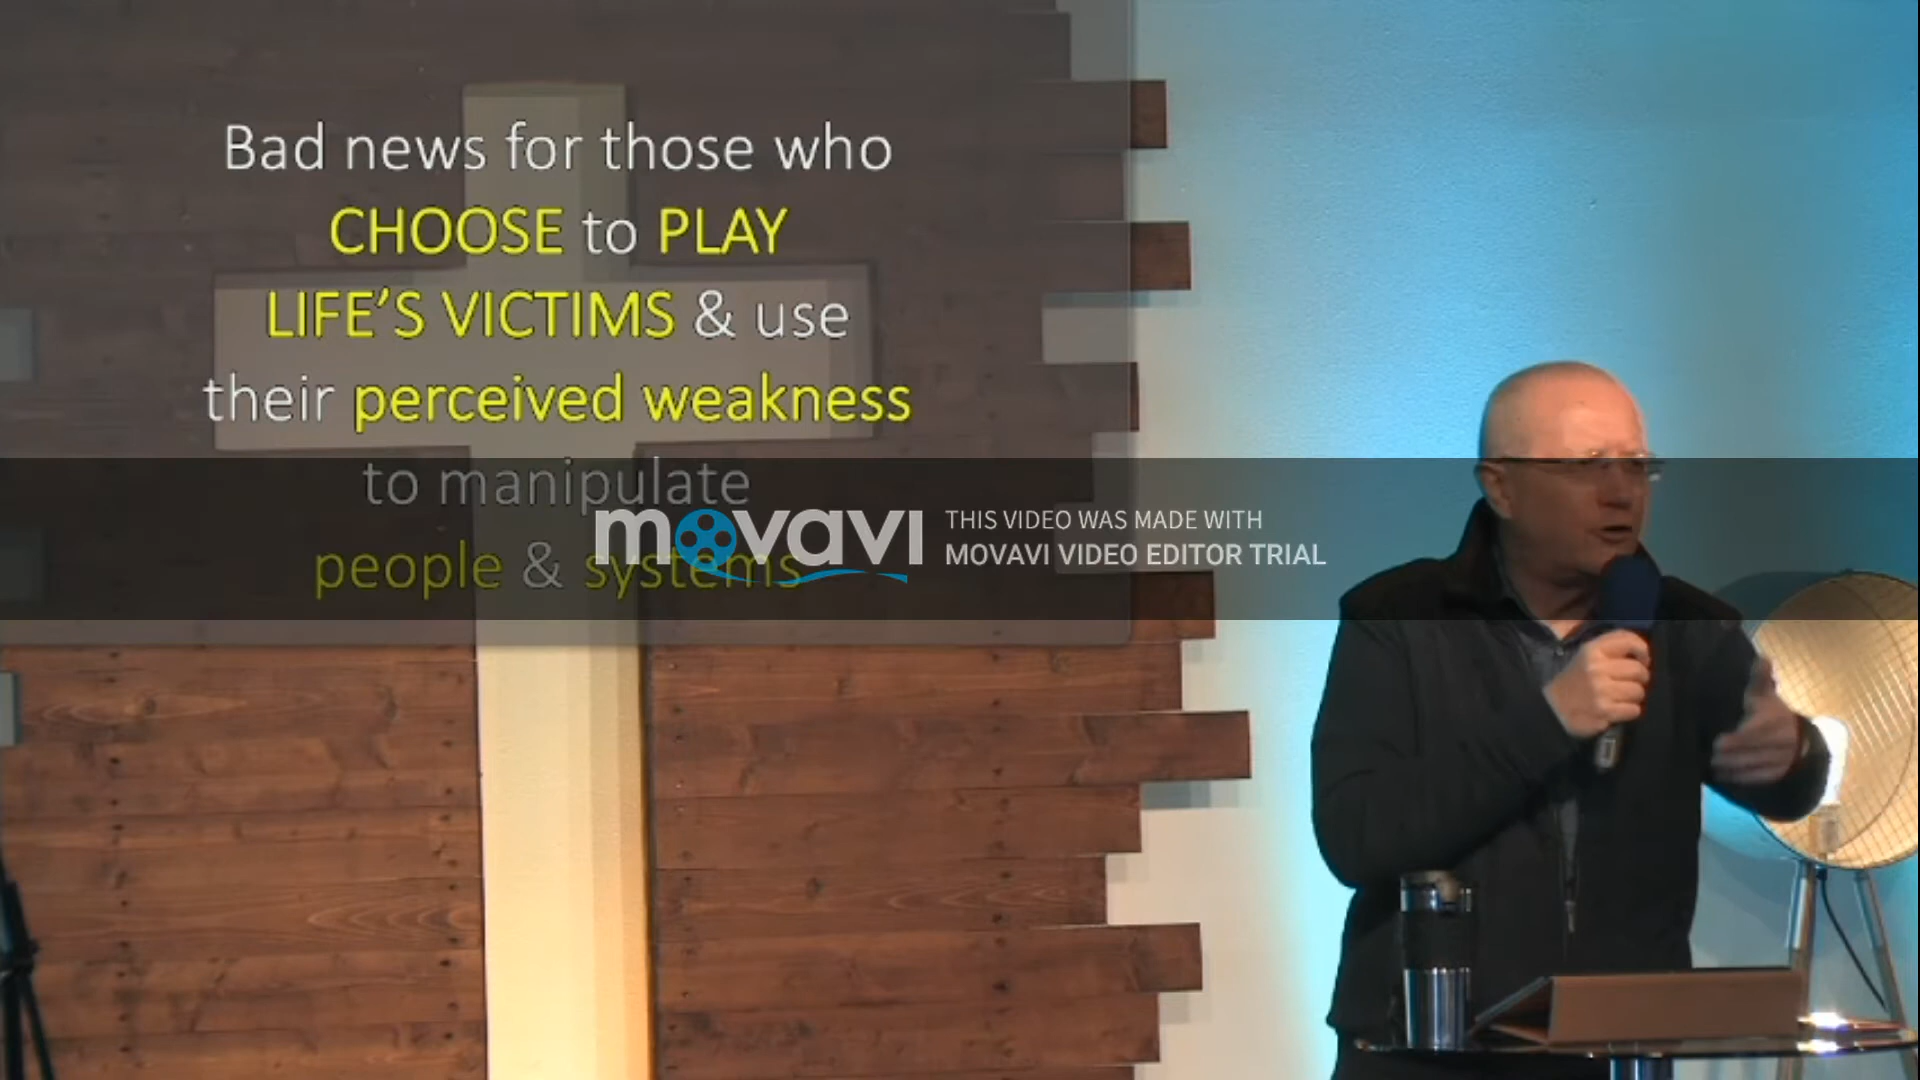 Bad news for those who
CHOOSE to PLAY
LIFE'S VICTIMS & use
their perceived weakness
to manipulate
people & systems
movavi
THIS VIDEO WAS MADE WITH
MOVAVI VIDEO EDITOR TRIAL